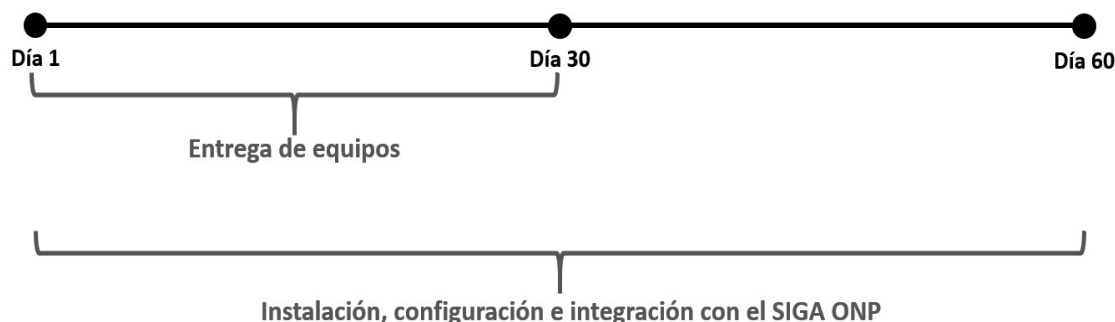 Día 1
Día 30
Día 60
Entrega de equipos
Instalación, configuración e integración con el SIGA ONP